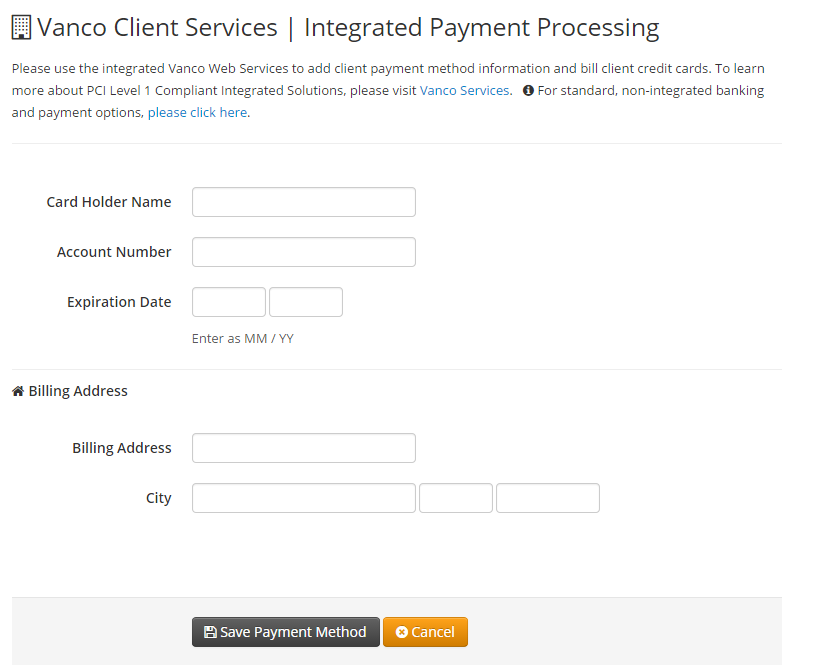 Vanco Client Services | Integrated Payment Processing
Please use the integrated Vanco Web Services to add client payment method information and bill client credit cards. To learn
more about PCI Level 1 Compliant Integrated Solutions, please visit Vanco Services. For standard, non-integrated banking
and payment options, please click here.
Card Holder Name
Account Number
Expiration Date
Enter as MM / YY
Billing Address
Billing Address
City
Save Payment Method Cancel